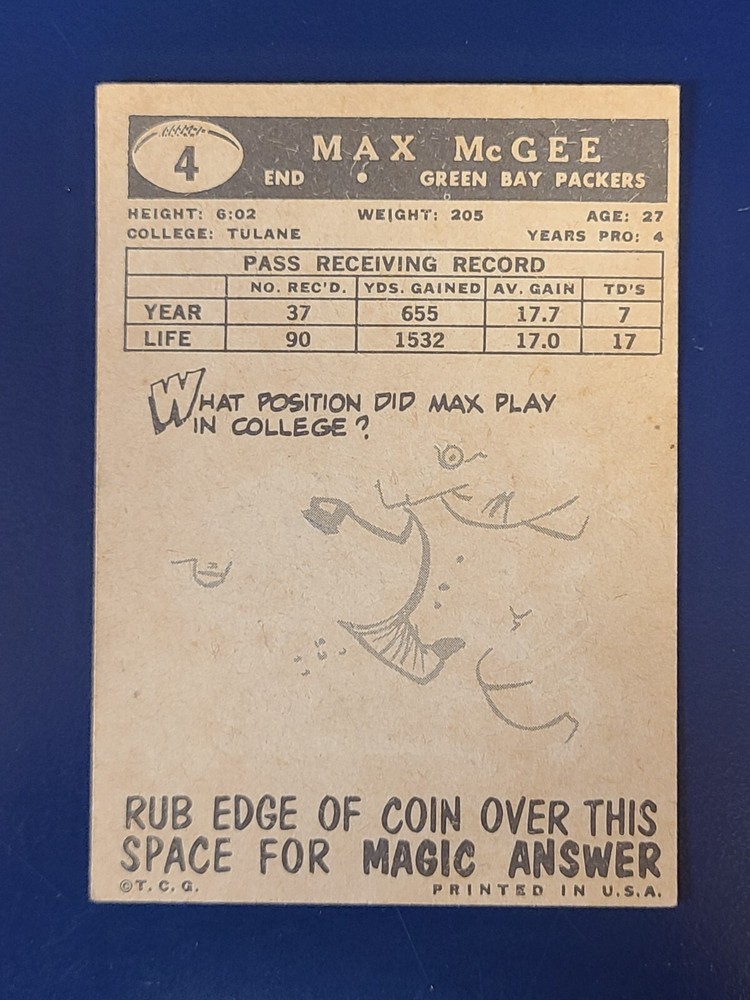 4
MAX McGEE
END GREEN BAY PACKERS
HEIGHT: 6:02 WEIGHT: 205 AGE: 27
COLLEGE: TULANE YEARS PRO: 4
PASS RECEIVING RECORD
NO. REC'D. YDS. GAINED AV. GAIN TD'S
YEAR 37 655 17.7 7
LIFE 90 1532 17.0 17
WHAT POSITION DID MAX PLAY
IN COLLEGE?
RUB EDGE OF COIN OVER THIS
SPACE FOR MAGIC ANSWER
©T.C.G. PRINTED IN U.S.A.